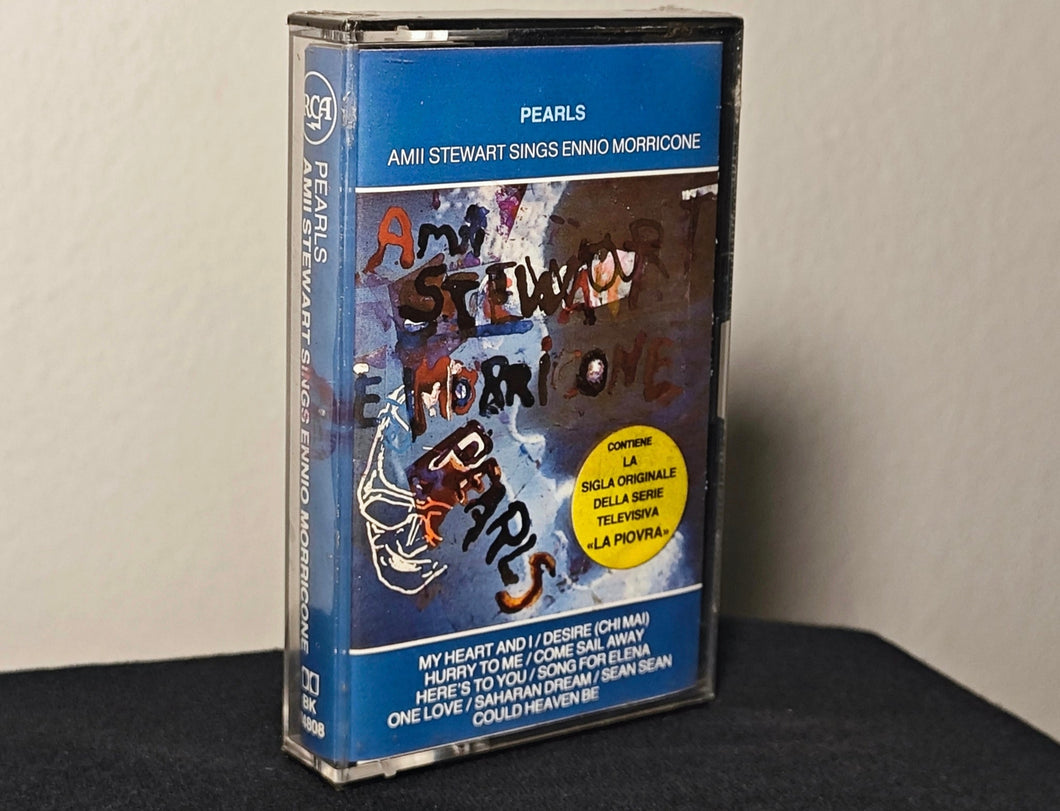 PEARLS
AMII STEWART SINGS ENNIO MORRICONE
AMII
STEWART
E MORRICONE
PEARLS
CONTIENE
LA
SIGLA ORIGINALE
DELLA SERIE
TELEVISIVA
«LA PIOVRA»
MY HEART AND I / DESIRE (CHI MAI)
HURRY TO ME / COME SAIL AWAY
HERE'S TO YOU / SONG FOR ELENA
ONE LOVE / SAHARAN DREAM / SEAN SEAN
COULD HEAVEN BE
RCA
PEARLS
AMII STEWART SINGS ENNIO MORRICONE
BK